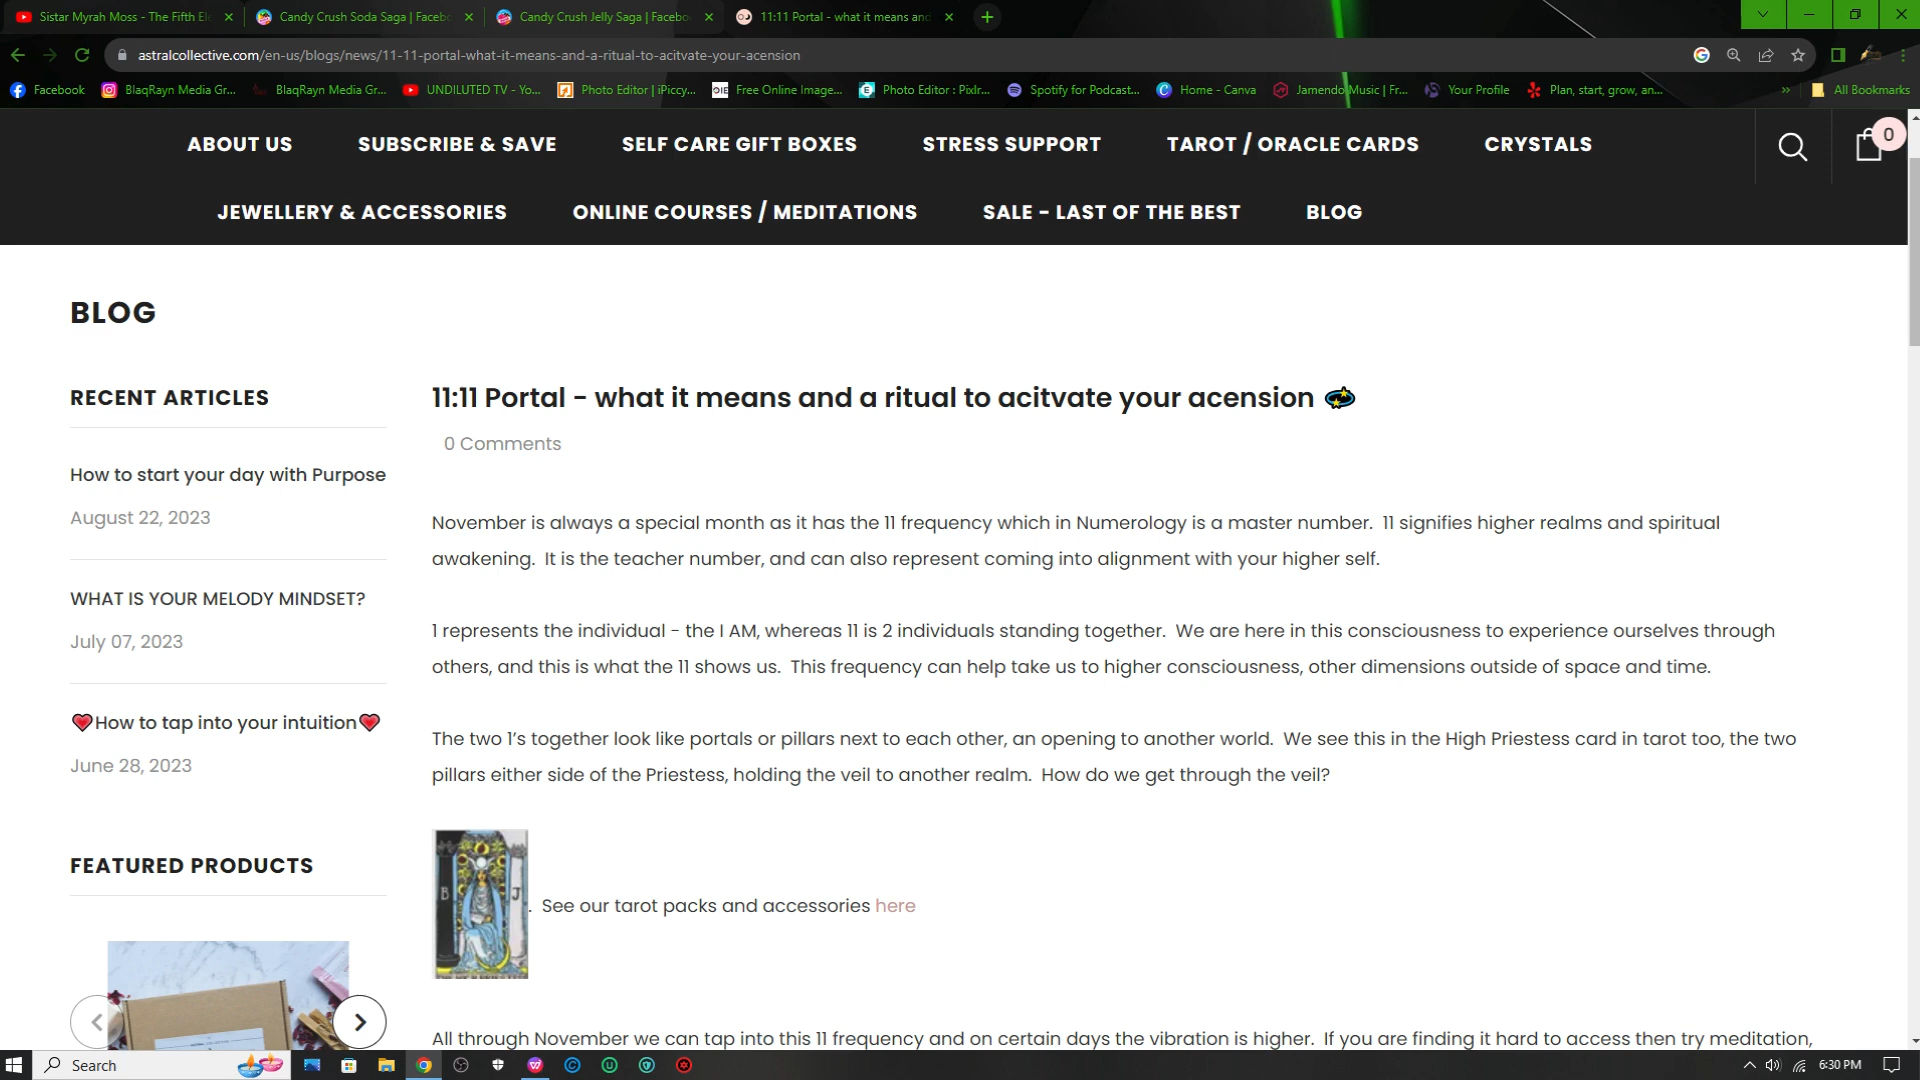 Sistar Myrah Moss - The Fifth El
Candy Crush Soda Saga | Facebo
Candy Crush Jelly Saga | Facebo
11:11 Portal - what it means and
astralcollective.com/en-us/blogs/news/11-11-portal-what-it-means-and-a-ritual-to-acitvate-your-acension
Facebook
BlaqRayn Media Gr...
BlaqRayn Media Gr...
UNDILUTED TV - Yo...
Photo Editor | iPiccy...
Free Online Image...
Photo Editor : Pixlr...
Spotify for Podcast...
Home - Canva
Jamendo Music | Fr...
Your Profile
Plan, start, grow, an...
»
All Bookmarks
ABOUT US
SUBSCRIBE & SAVE
SELF CARE GIFT BOXES
STRESS SUPPORT
TAROT / ORACLE CARDS
CRYSTALS
0
JEWELLERY & ACCESSORIES
ONLINE COURSES / MEDITATIONS
SALE - LAST OF THE BEST
BLOG
BLOG
RECENT ARTICLES
How to start your day with Purpose
August 22, 2023
WHAT IS YOUR MELODY MINDSET?
July 07, 2023
❤️How to tap into your intuition❤️
June 28, 2023
FEATURED PRODUCTS
11:11 Portal - what it means and a ritual to acitvate your acension 💫
0 Comments
November is always a special month as it has the 11 frequency which in Numerology is a master number.  11 signifies higher realms and spiritual
awakening.  It is the teacher number, and can also represent coming into alignment with your higher self.
1 represents the individual - the I AM, whereas 11 is 2 individuals standing together.  We are here in this consciousness to experience ourselves through
others, and this is what the 11 shows us.  This frequency can help take us to higher consciousness, other dimensions outside of space and time.
The two 1's together look like portals or pillars next to each other, an opening to another world.  We see this in the High Priestess card in tarot too, the two
pillars either side of the Priestess, holding the veil to another realm.  How do we get through the veil?
B J
.  See our tarot packs and accessories here
All through November we can tap into this 11 frequency and on certain days the vibration is higher.  If you are finding it hard to access then try meditation,
Search
6:30 PM